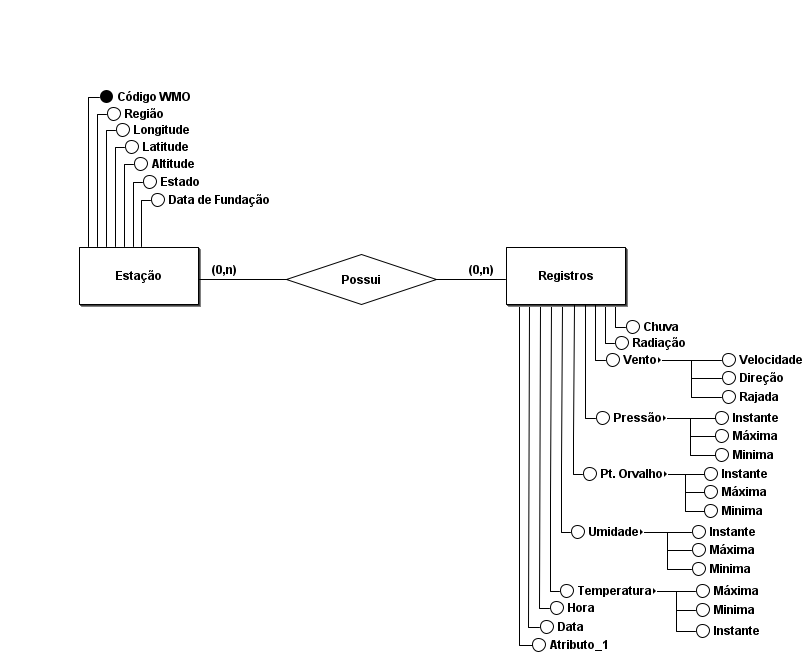 Código WMO
Região
Longitude
Latitude
Altitude
Estado
Data de Fundação
Estação
(0,n)
Possui
(0,n)
Registros
Chuva
Radiação
Vento
Velocidade
Direção
Rajada
Pressão
Instante
Máxima
Minima
Pt. Orvalho
Instante
Máxima
Minima
Umidade
Instante
Máxima
Minima
Temperatura
Máxima
Minima
Instante
Hora
Data
Atributo_1